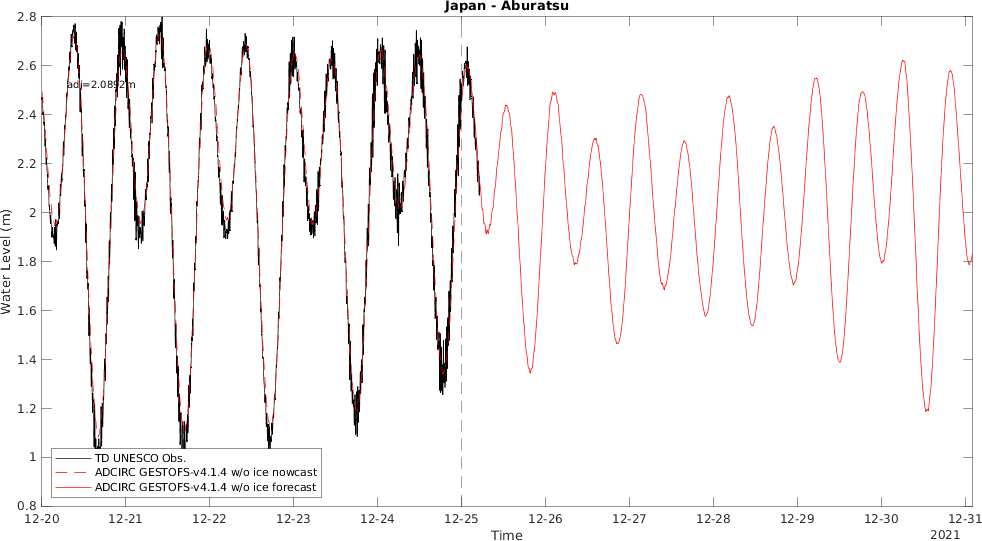 Japan - Aburatsu
2.8
2.6
adj=2.0892m
2.4
2.2
2
1.8
1.6
1.4
1.2
1
0.8
Water Level (m)
TD UNESCO Obs.
ADCIRC GESTOFS-v4.1.4 w/o ice nowcast
ADCIRC GESTOFS-v4.1.4 w/o ice forecast
12-20 12-21 12-22 12-23 12-24 12-25 12-26 12-27 12-28 12-29 12-30 12-31
Time
2021